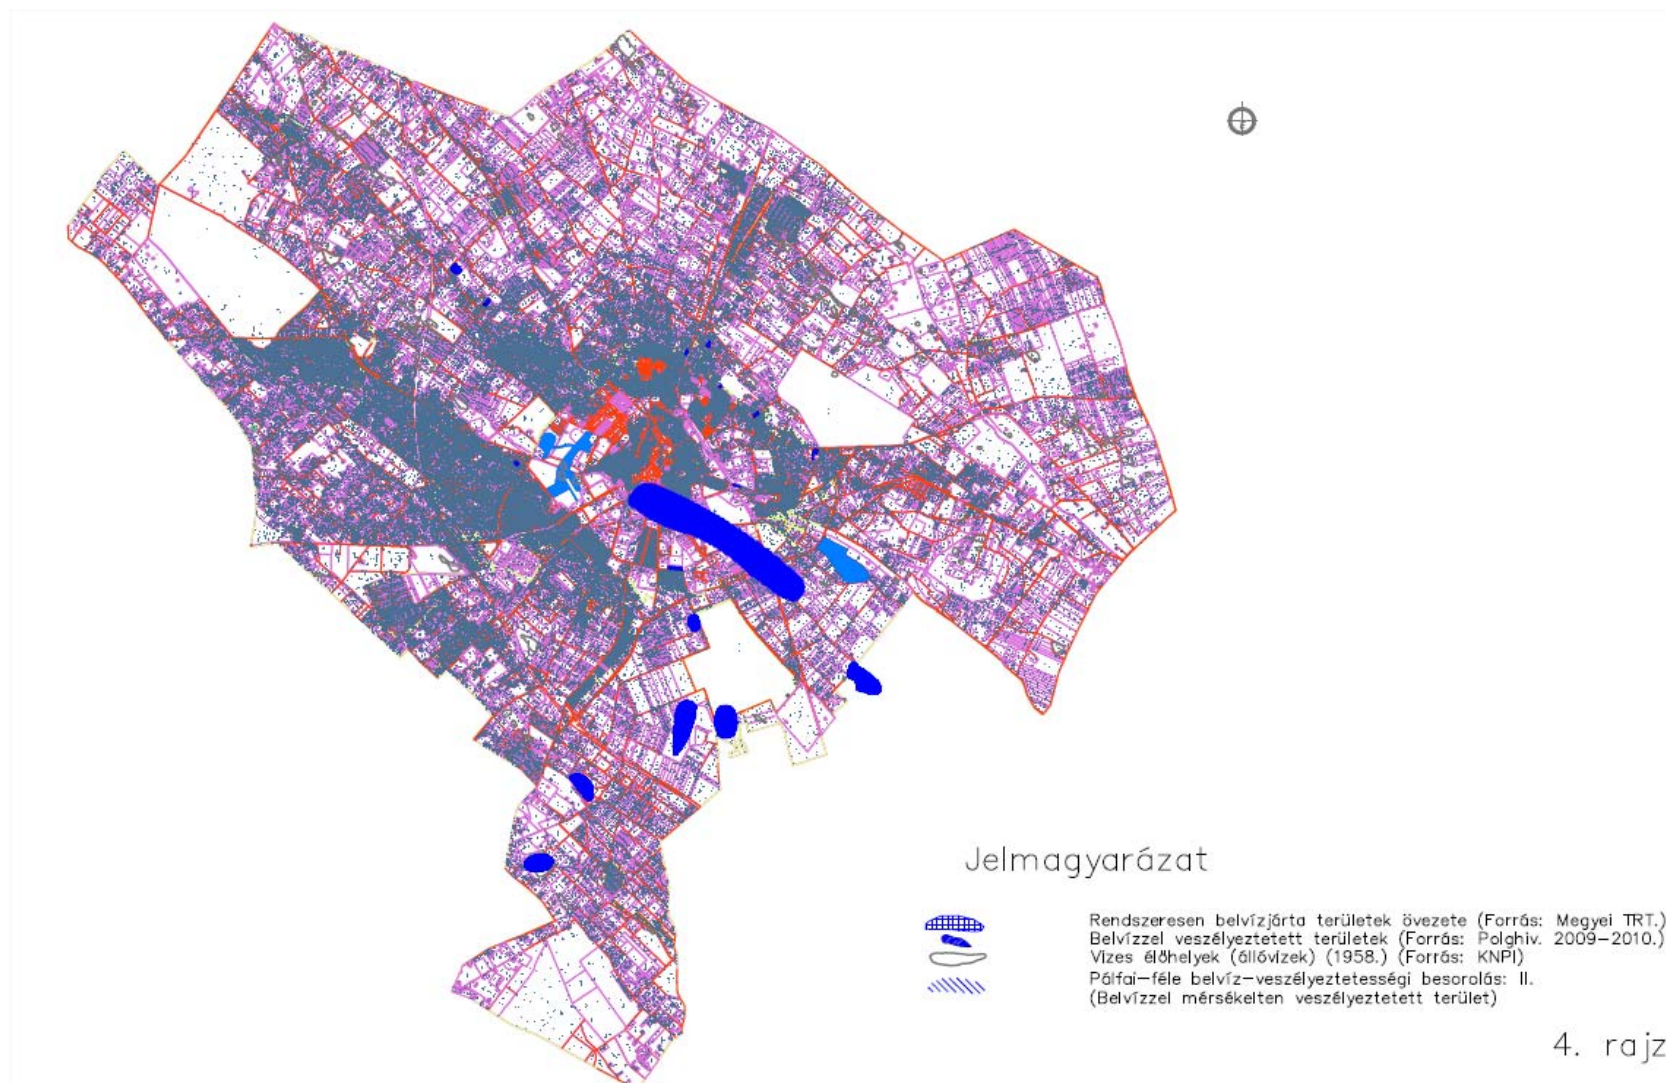 Jelmagyarázat
Rendszeresen belvízjárta területek övezete (Forrás: Megyei TRT.)
Belvízzel veszélyeztetett területek (Forrás: Polghiv. 2009-2010.)
Vizes élőhelyek (állóvizek) (1958.) (Forrás: KNPI)
Pálfai-féle belvíz-veszélyeztetességi besorolás: II.
(Belvízzel mérsékelten veszélyeztetett terület)
4. rajz